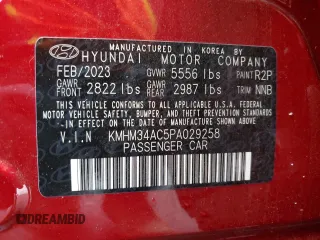 MANUFACTURED IN KOREA BY
HYUNDAI MOTOR COMPANY
FEB/2023 GVWR 5556 lbs PAINT R2P
GAWR FRONT 2822 lbs GAWR REAR 2987 lbs TRIM NNB
THIS VEHICLE CONFORMS TO ALL APPLICABLE
U.S.A. FEDERAL MOTOR VEHICLE SAFETY,
BUMPER, AND THEFT PREVENTION STANDARDS
IN EFFECT ON THE DATE OF MANUFACTURE
SHOWN ABOVE.
V.I.N KMHM34AC5PA029258
PASSENGER CAR
DREAMBID